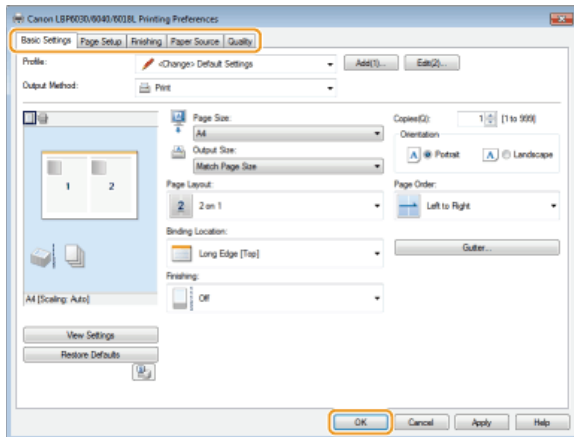 Canon LBP6030/6040/6018L Printing Preferences
Basic Settings Page Setup Finishing Paper Source Quality
Profile: <Change> Default Settings Add(1)... Edit(2)...
Output Method: Print
Page Size: Copies(Q): 1 [1 to 999]
A4 Orientation
Output Size: A Portrait A Landscape
Match Page Size
1 2
Page Layout: Page Order:
2 2 on 1 Left to Right
Binding Location:
Long Edge [Top] Gutter...
Finishing:
A4 [Scaling: Auto] Off
View Settings
Restore Defaults
OK Cancel Apply Help